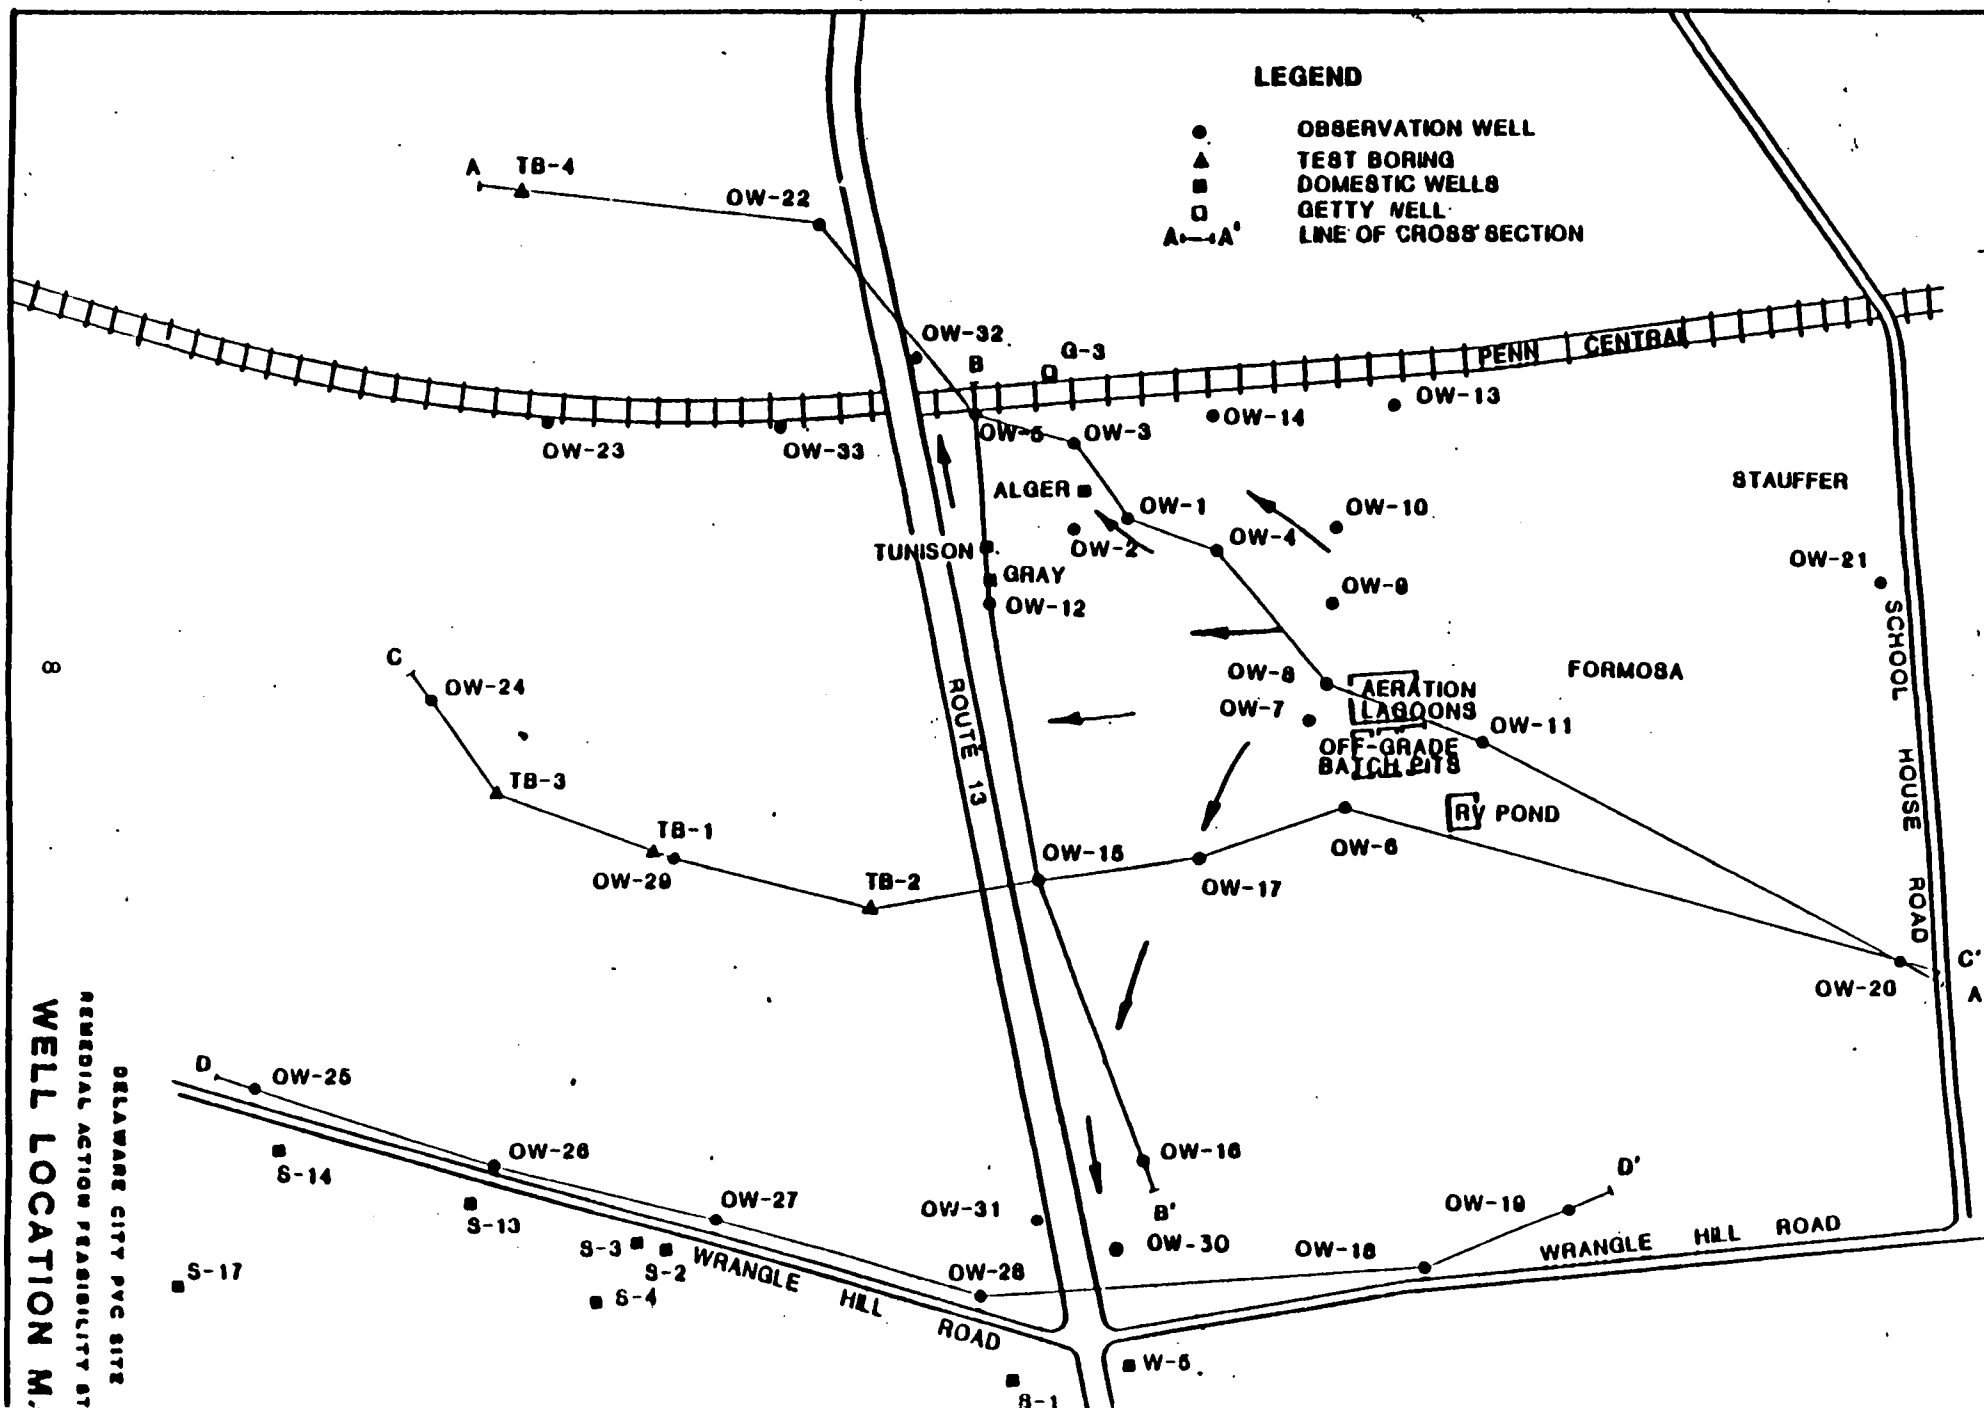 LEGEND
OBSERVATION WELL
TEST BORING
DOMESTIC WELLS
GETTY WELL
A A' LINE OF CROSS SECTION
A TB-4
OW-22
OW-32
B
G-3
PENN CENTRAL
OW-13
OW-14
OW-23
OW-33
OW-5
OW-3
STAUFFER
ALGER
OW-1
OW-10
OW-2
OW-4
TUNISON
OW-21
GRAY
OW-9
OW-12
SCHOOL HOUSE ROAD
8
C
OW-24
OW-8
FORMOSA
AERATION
LAGOONS
OW-7
OW-11
ROUTE 13
OFF-GRADE
BATCH PITS
TB-3
RV POND
TB-1
OW-29
TB-2
OW-15
OW-6
OW-17
C'
OW-20
A
D
OW-25
OW-26
OW-16
S-14
D'
OW-27
OW-31
OW-19
S-13
B'
S-3
OW-30
OW-18
WRANGLE HILL ROAD
S-2
WRANGLE HILL ROAD
S-17
OW-28
S-4
W-5
S-1
DELAWARE CITY PVC SITE
REMEDIAL ACTION FEASIBILITY ST
WELL LOCATION M